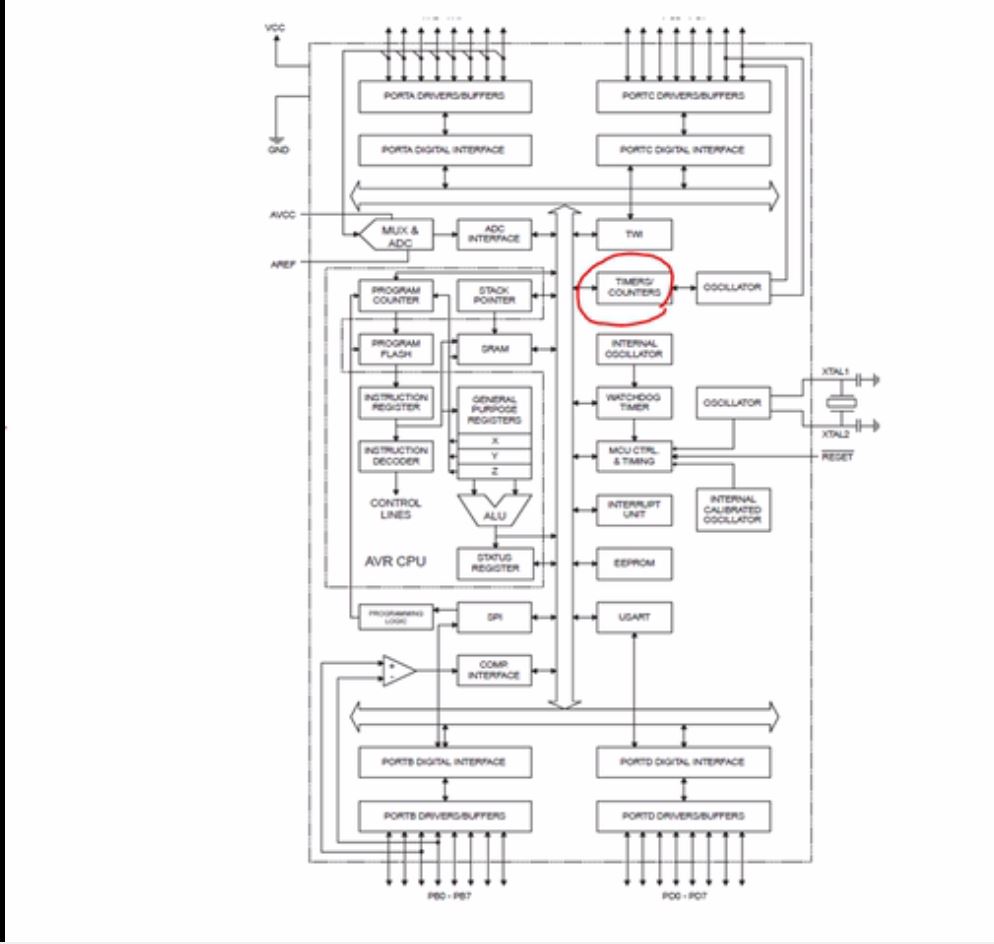 VCC
PORTA DRIVERS/BUFFERS
PORTC DRIVERS/BUFFERS
GND
PORTA DIGITAL INTERFACE
PORTC DIGITAL INTERFACE
AVCC
MUX &
ADC
ADC
INTERFACE
TWI
AREF
PROGRAM
COUNTER
STACK
POINTER
TIMERS/
COUNTERS
OSCILLATOR
PROGRAM
FLASH
SRAM
INTERNAL
OSCILLATOR
XTAL1
INSTRUCTION
REGISTER
GENERAL
PURPOSE
REGISTERS
X
Y
Z
WATCHDOG
TIMER
OSCILLATOR
XTAL2
INSTRUCTION
DECODER
MCU CTRL.
& TIMING
RESET
CONTROL
LINES
ALU
INTERRUPT
UNIT
INTERNAL
CALIBRATED
OSCILLATOR
AVR CPU
STATUS
REGISTER
EEPROM
PROGRAMMING
LOGIC
SPI
USART
+
-
COMP.
INTERFACE
PORTB DIGITAL INTERFACE
PORTD DIGITAL INTERFACE
PORTB DRIVERS/BUFFERS
PORTD DRIVERS/BUFFERS
PB0 - PB7
PD0 - PD7